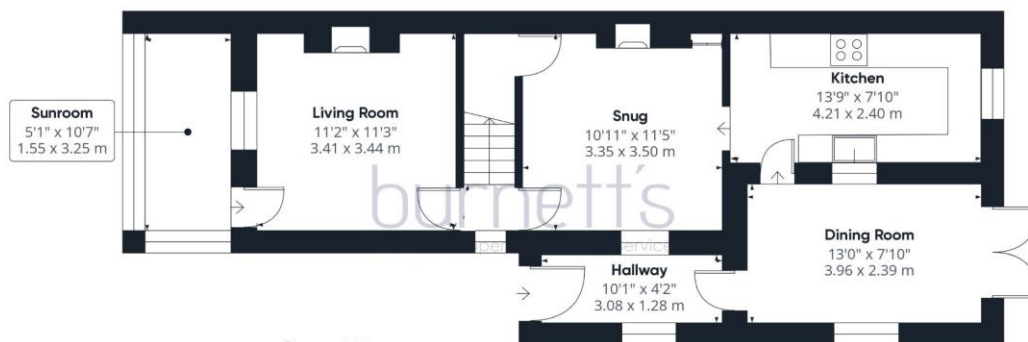 Sunroom
5'1" x 10'7"
1.55 x 3.25 m
Living Room
11'2" x 11'3"
3.41 x 3.44 m
Snug
10'11" x 11'5"
3.35 x 3.50 m
Kitchen
13'9" x 7'10"
4.21 x 2.40 m
burnett's
service
Dining Room
13'0" x 7'10"
3.96 x 2.39 m
Hallway
10'1" x 4'2"
3.08 x 1.28 m